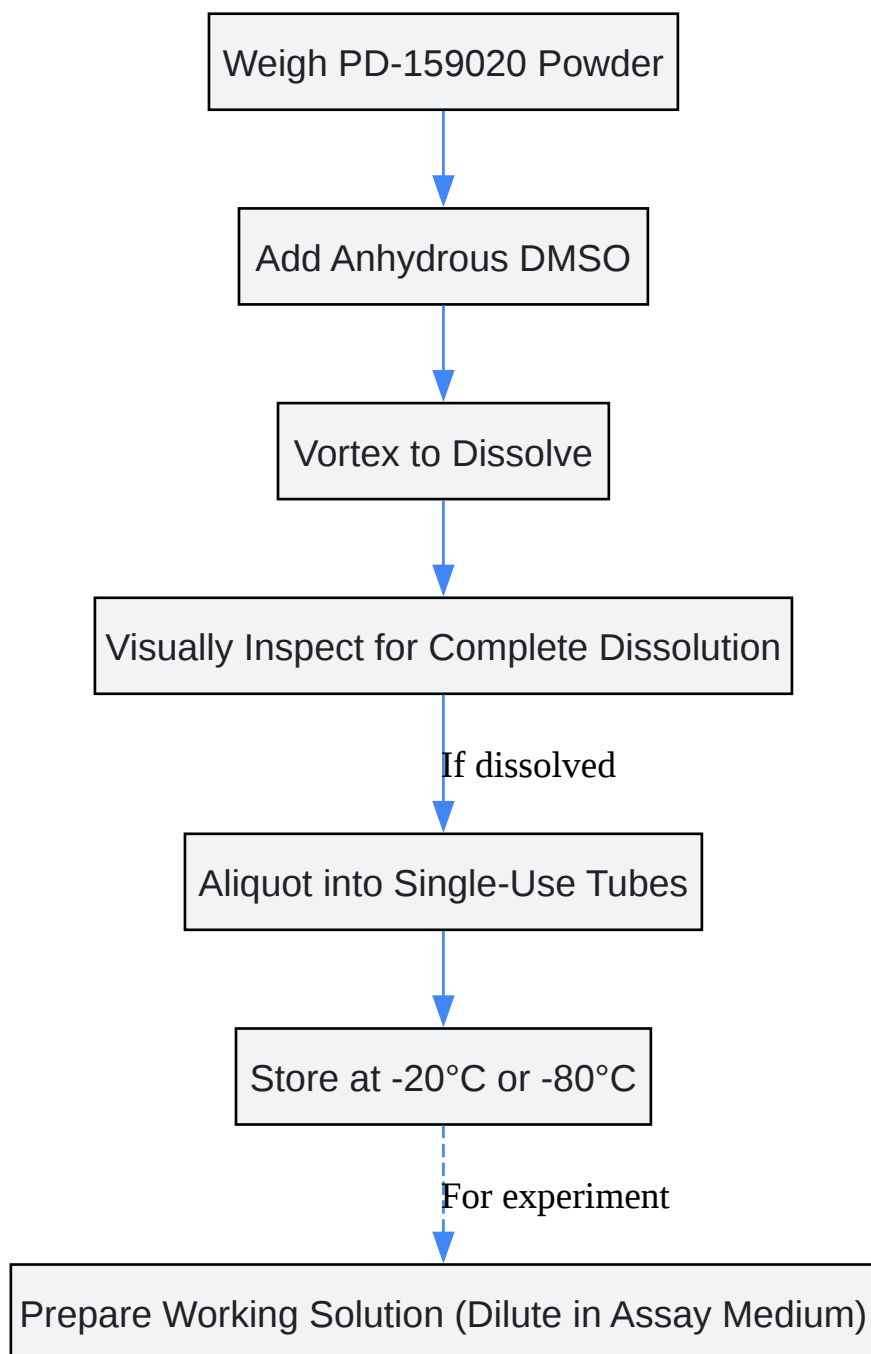 Weigh PD-159020 Powder
Add Anhydrous DMSO
Vortex to Dissolve
Visually Inspect for Complete Dissolution
If dissolved
Aliquot into Single-Use Tubes
Store at -20°C or -80°C
For experiment
Prepare Working Solution (Dilute in Assay Medium)